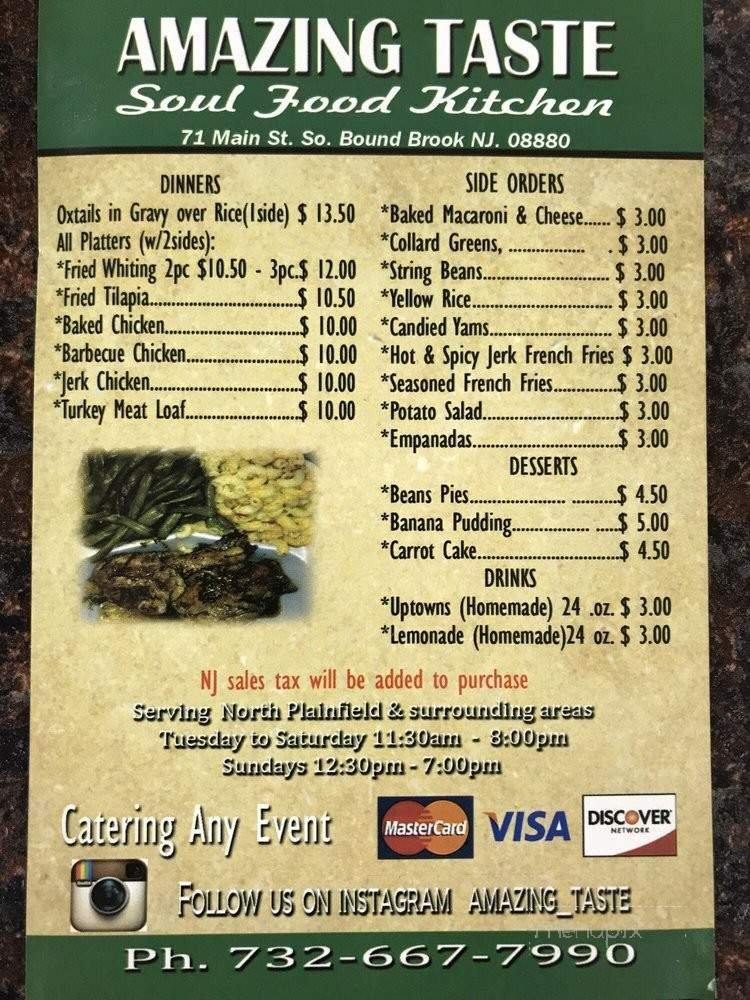 AMAZING TASTE
Soul Food Kitchen
71 Main St. So. Bound Brook NJ. 08880
DINNERS
Oxtails in Gravy over Rice(1side) $ 13.50
All Platters (w/2sides):
*Fried Whiting 2pc $10.50 - 3pc.$ 12.00
*Fried Tilapia.................................$ 10.50
*Baked Chicken..............................$ 10.00
*Barbecue Chicken.........................$ 10.00
*Jerk Chicken.................................$ 10.00
*Turkey Meat Loaf.........................$ 10.00
SIDE ORDERS
*Baked Macaroni & Cheese...... $ 3.00
*Collard Greens, ................. . $ 3.00
*String Beans............................ $ 3.00
*Yellow Rice............................... $ 3.00
*Candied Yams........................... $ 3.00
*Hot & Spicy Jerk French Fries $ 3.00
*Seasoned French Fries..............$ 3.00
*Potato Salad..............................$ 3.00
*Empanadas................................$ 3.00
DESSERTS
*Beans Pies..................... ..........$ 4.50
*Banana Pudding................. .....$ 5.00
*Carrot Cake...............................$ 4.50
DRINKS
*Uptowns (Homemade) 24 .oz. $ 3.00
*Lemonade (Homemade)24 oz. $ 3.00
NJ sales tax will be added to purchase
Serving North Plainfield & surrounding areas
Tuesday to Saturday 11:30am - 8:00pm
Sundays 12:30pm - 7:00pm
Catering Any Event
MasterCard
VISA
DISCOVER
NETWORK
FOLLOW US ON INSTAGRAM AMAZING_TASTE
menupix
Ph. 732-667-7990